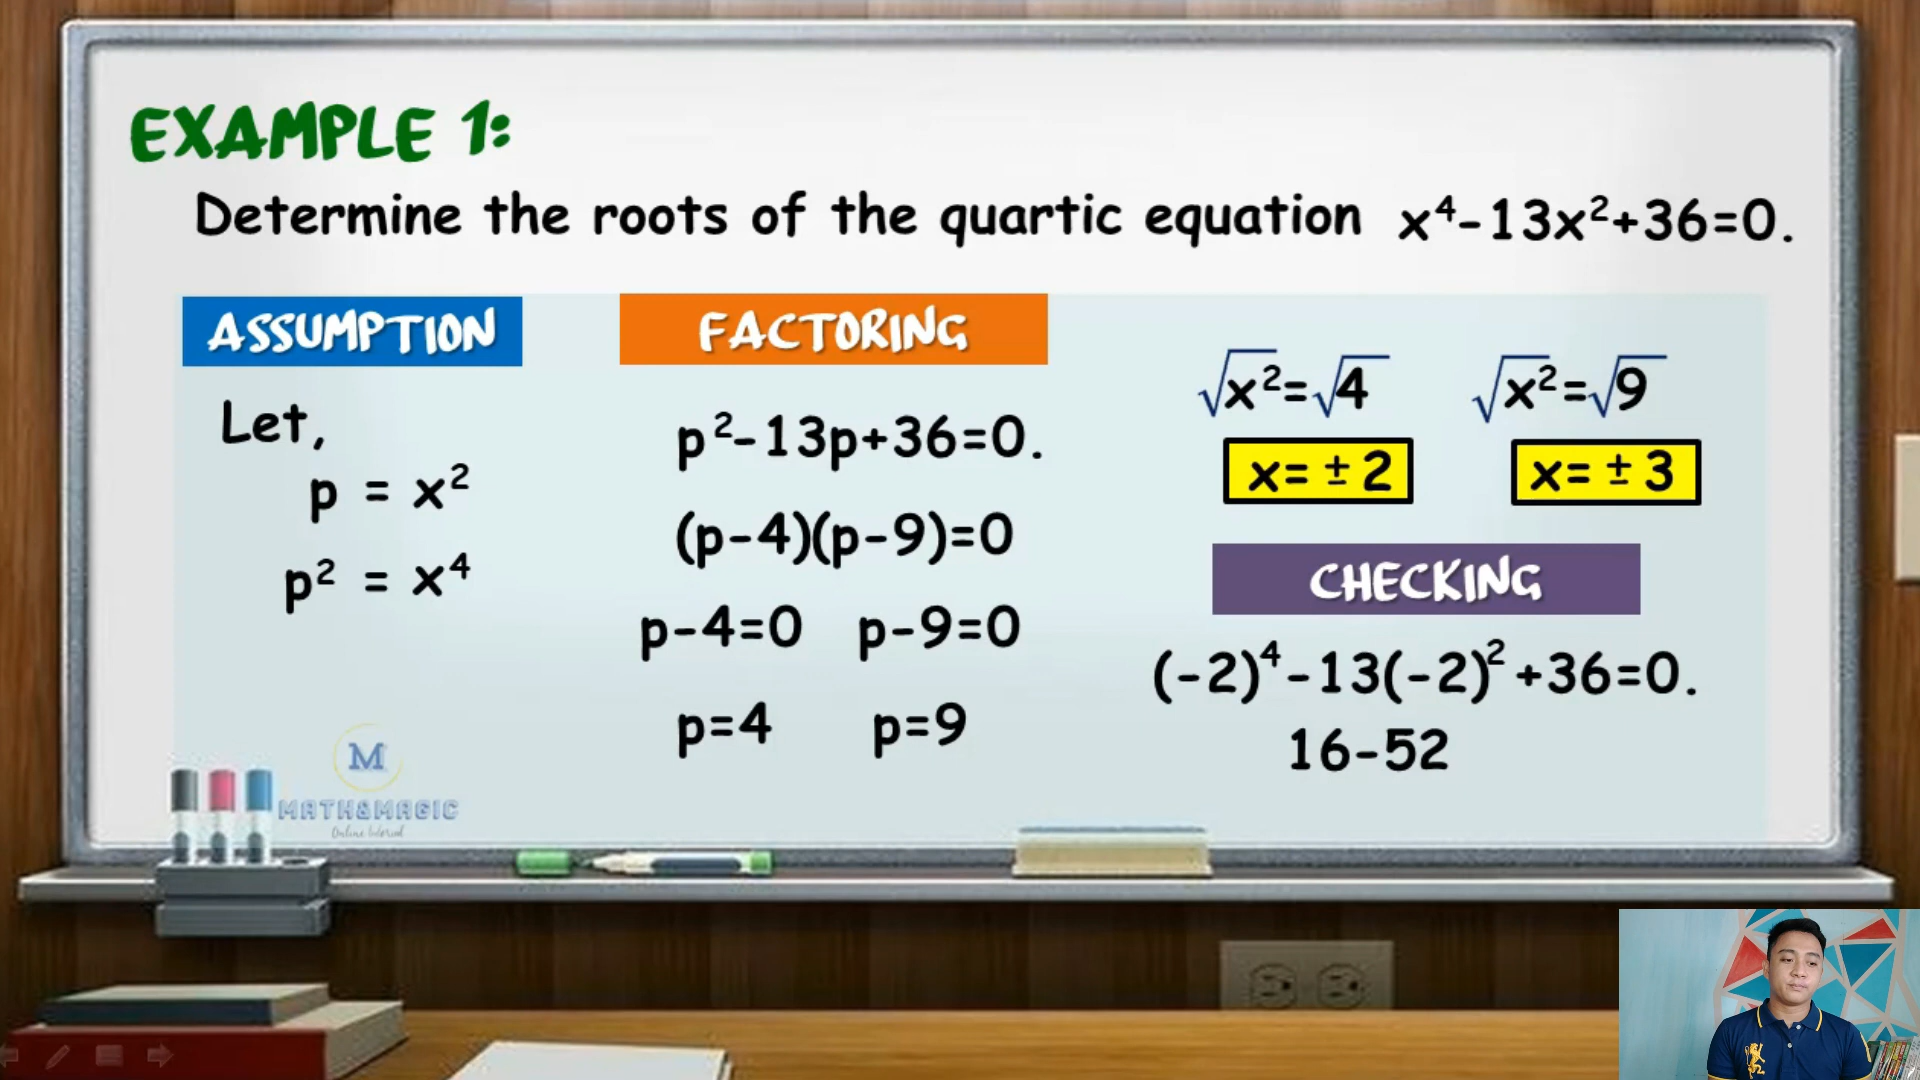 EXAMPLE 1:
Determine the roots of the quartic equation x⁴-13x²+36=0.
ASSUMPTION
Let,
p = x²
p² = x⁴
FACTORING
p²-13p+36=0.
(p-4)(p-9)=0
p-4=0 p-9=0
p=4 p=9
√x²=√4 √x²=√9
x= ±2 x= ±3
CHECKING
(-2)⁴-13(-2)²+36=0.
16-52
M
MATH&MAGIC
Online Tutorial